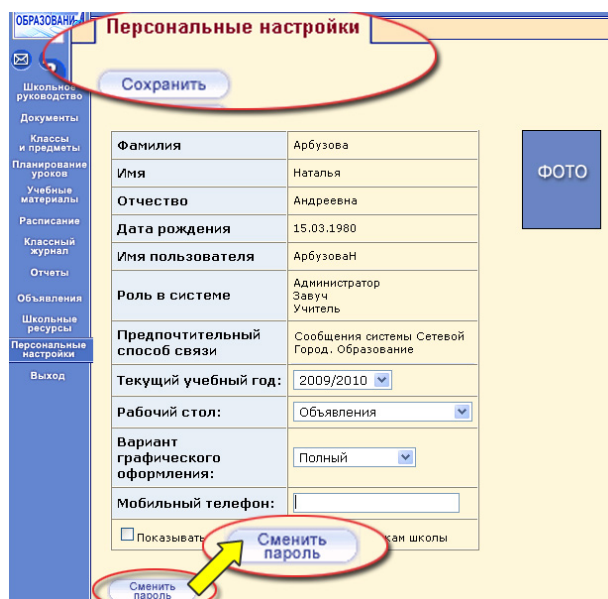 ОБРАЗОВАНИ
Персональные настройки
Сохранить
Школьное
руководство
Документы
Классы
и предметы
Планирование
уроков
Учебные
материалы
Расписание
Классный
журнал
Отчеты
Объявления
Школьные
ресурсы
Персональные
настройки
Выход
Фамилия Арбузова
Имя Наталья
Отчество Андреевна
Дата рождения 15.03.1980
Имя пользователя АрбузоваН
Роль в системе Администратор
Завуч
Учитель
Предпочтительный
способ связи Сообщения системы Сетевой
Город. Образование
Текущий учебный год: 2009/2010
Рабочий стол: Объявления
Вариант
графического
оформления: Полный
Мобильный телефон:
Показывать кам школы
Сменить
пароль
Сменить
пароль
ФОТО